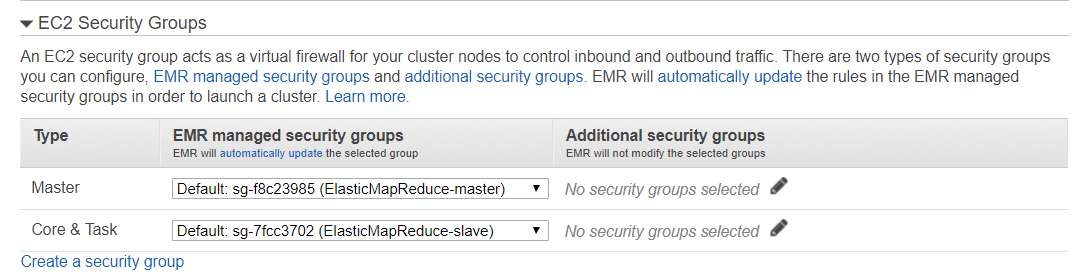 EC2 Security Groups
An EC2 security group acts as a virtual firewall for your cluster nodes to control inbound and outbound traffic. There are two types of security groups
you can configure, EMR managed security groups and additional security groups. EMR will automatically update the rules in the EMR managed
security groups in order to launch a cluster. Learn more.
Type EMR managed security groups Additional security groups
EMR will automatically update the selected group EMR will not modify the selected groups
Master Default: sg-f8c23985 (ElasticMapReduce-master) No security groups selected
Core & Task Default: sg-7fcc3702 (ElasticMapReduce-slave) No security groups selected
Create a security group